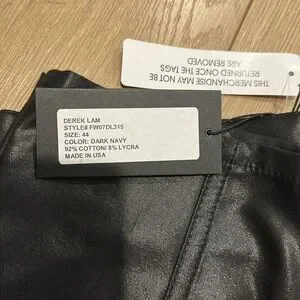 THIS MERCHANDISE MAY NOT BE
RETURNED ONCE THE TAGS
ARE REMOVED
DEREK LAM
STYLE# FW07DL315
SIZE: 44
COLOR: DARK NAVY
92% COTTON/ 8% LYCRA
MADE IN USA